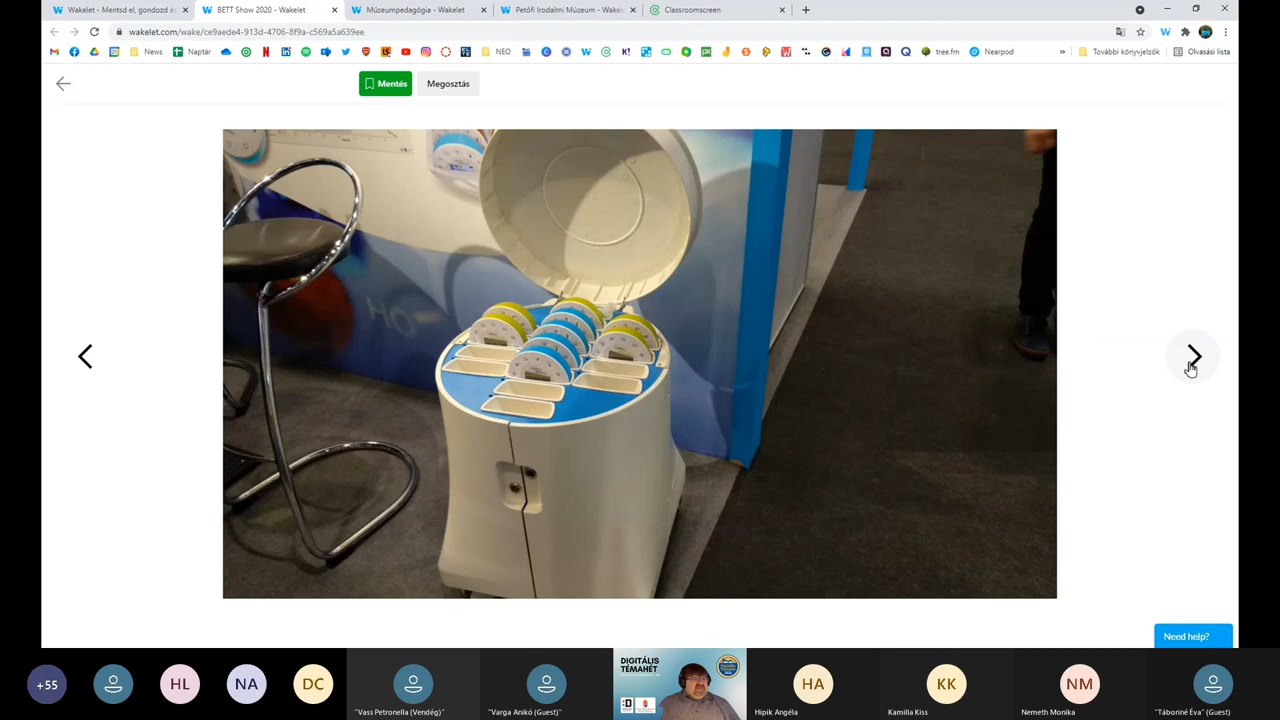 Wakelet - Mentsd el, gondozd és
BETT Show 2020 - Wakelet
Múzeumpedagógia - Wakelet
Petőfi Irodalmi Múzeum - Wakel
Classroomscreen
wakelet.com/wake/ce9aede4-913d-4706-8f9a-c569a5a639ee
News
Naptár
NEO
tree.fm
Nearpod
»
További könyvjelzők
Olvasási lista
Mentés
Megosztás
HO
Need help?
+55
HL
NA
DC
DIGITÁLIS
TÉMAHÉT
:D
HA
KK
NM
"Vass Petronella (Vendég)"
"Varga Anikó (Guest)"
Hipik Angéla
Kamilla Kiss
Nemeth Monika
"Táboriné Éva" (Guest)